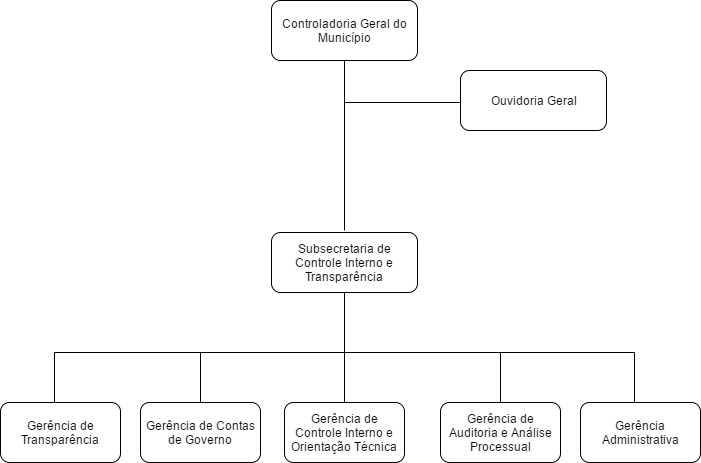 Controladoria Geral do
Município
Ouvidoria Geral
Subsecretaria de
Controle Interno e
Transparência
Gerência de
Transparência
Gerência de Contas
de Governo
Gerência de
Controle Interno e
Orientação Técnica
Gerência de
Auditoria e Análise
Processual
Gerência
Administrativa